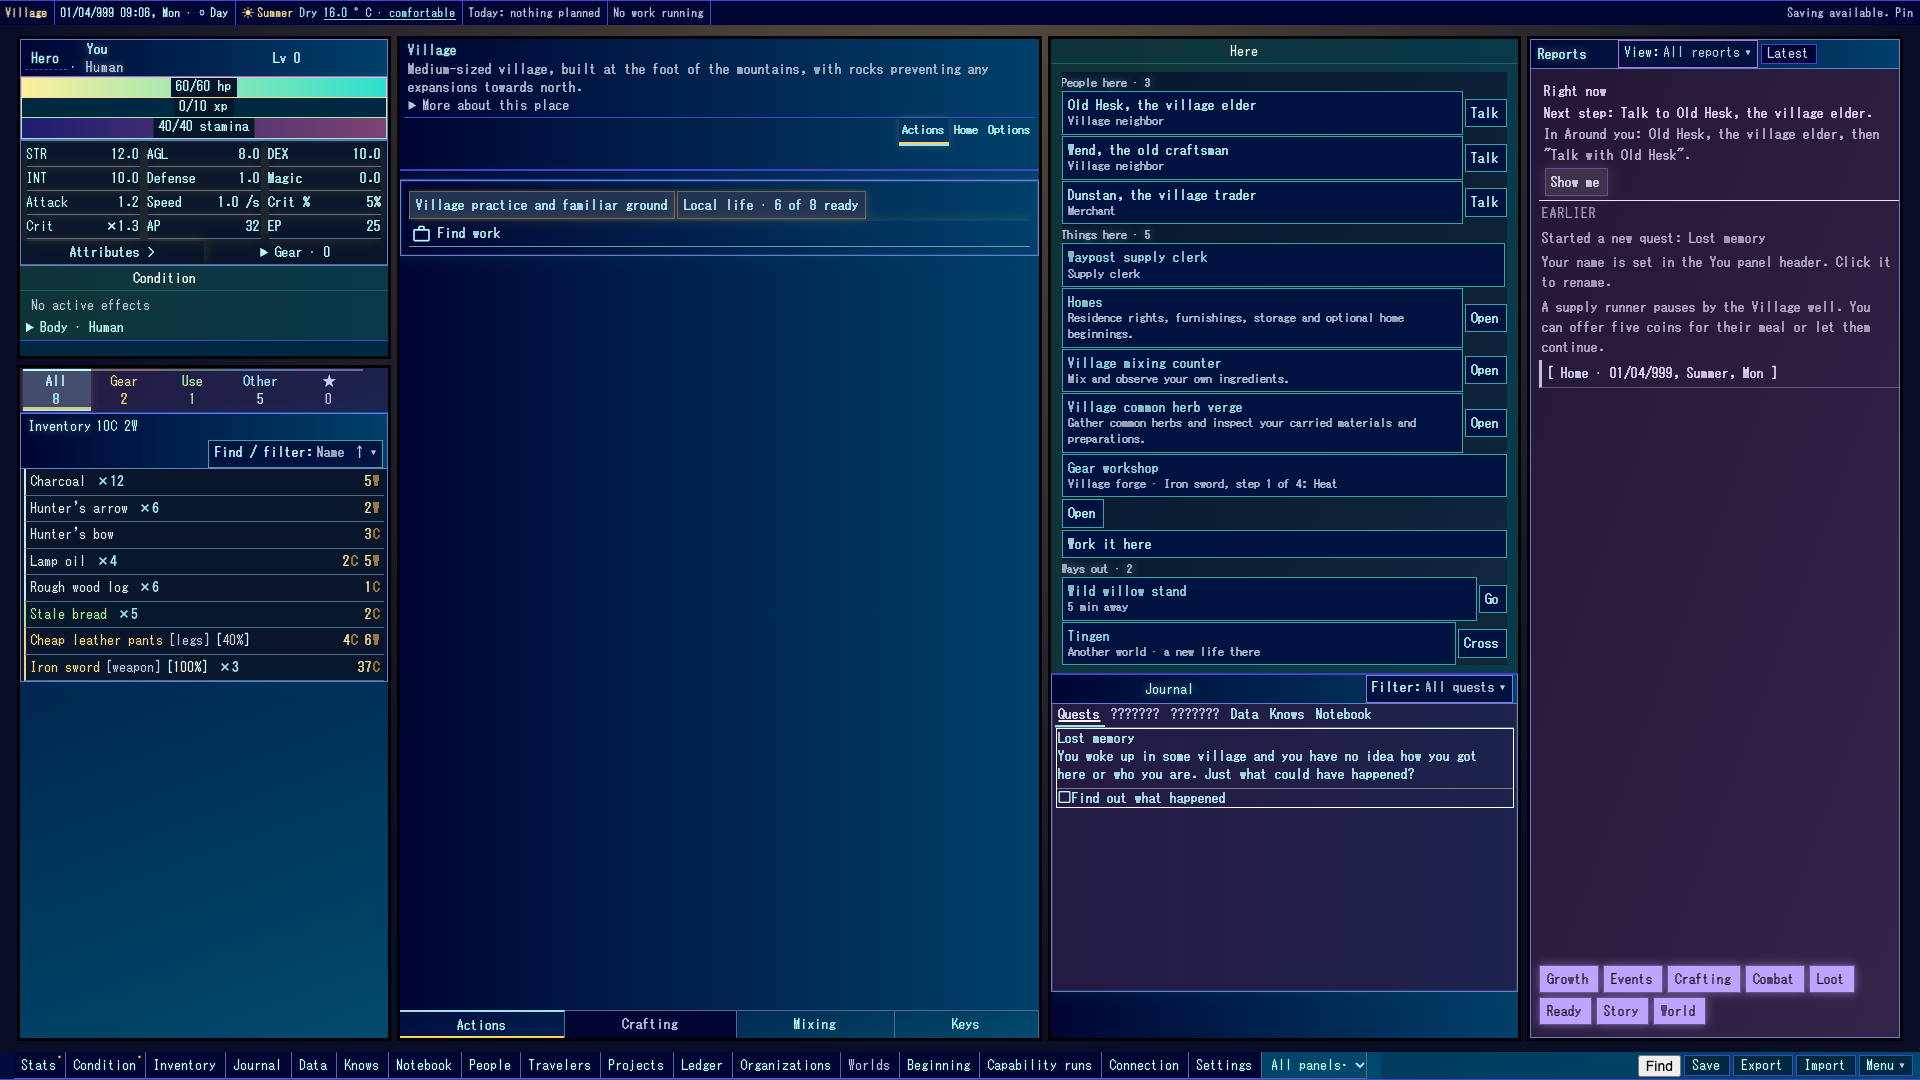 Village 01/04/999 09:06, Mon · ☼ Day ☀ Summer Dry 16.0 ° C · comfortable Today: nothing planned No work running Saving available. Pin
Hero · You Lv 0
Human
60/60 hp
0/10 xp
40/40 stamina
STR 12.0 AGL 8.0 DEX 10.0
INT 10.0 Defense 1.0 Magic 0.0
Attack 1.2 Speed 1.0 /s Crit % 5%
Crit ×1.3 AP 32 EP 25
Attributes > ▶ Gear · 0
Condition
No active effects
▶ Body · Human
All Gear Use Other ★
8 2 1 5 0
Inventory 10C 2W
Find / filter: Name ↑ ▾
Charcoal ×12 5W
Hunter's arrow ×6 2W
Hunter's bow 3C
Lamp oil ×4 2C 5W
Rough wood log ×6 1C
Stale bread ×5 2C
Cheap leather pants [legs] [40%] 4C 6W
Iron sword [weapon] [100%] ×3 37C
Village
Medium-sized village, built at the foot of the mountains, with rocks preventing any
expansions towards north.
▶ More about this place
Actions Home Options
Village practice and familiar ground Local life · 6 of 8 ready
Find work
Actions Crafting Mixing Keys
Here
People here · 3
Old Hesk, the village elder
Village neighbor
Talk
Wend, the old craftsman
Village neighbor
Talk
Dunstan, the village trader
Merchant
Talk
Things here · 5
Waypost supply clerk
Supply clerk
Homes
Residence rights, furnishings, storage and optional home
beginnings.
Open
Village mixing counter
Mix and observe your own ingredients.
Open
Village common herb verge
Gather common herbs and inspect your carried materials and
preparations.
Open
Gear workshop
Village forge · Iron sword, step 1 of 4: Heat
Open
Work it here
Ways out · 2
Wild willow stand
5 min away
Go
Tingen
Another world · a new life there
Cross
Journal Filter: All quests ▾
Quests ??????? ??????? Data Knows Notebook
Lost memory
You woke up in some village and you have no idea how you got
here or who you are. Just what could have happened?
☐Find out what happened
Reports View: All reports ▾ Latest
Right now
Next step: Talk to Old Hesk, the village elder.
In Around you: Old Hesk, the village elder, then
"Talk with Old Hesk".
Show me
EARLIER
Started a new quest: Lost memory
Your name is set in the You panel header. Click it
to rename.
A supply runner pauses by the Village well. You
can offer five coins for their meal or let them
continue.
[ Home · 01/04/999, Summer, Mon ]
Growth Events Crafting Combat Loot
Ready Story World
Stats Condition Inventory Journal Data Knows Notebook People Travelers Projects Ledger Organizations Worlds Beginning Capability runs Connection Settings All panels· Find Save Export Import Menu ▾